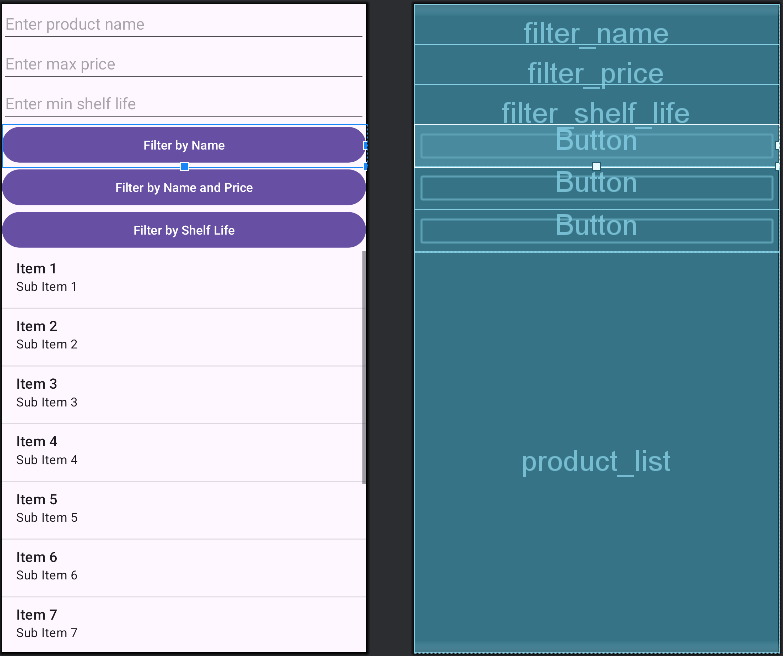 Enter product name
Enter max price
Enter min shelf life
Filter by Name
Filter by Name and Price
Filter by Shelf Life
Item 1
Sub Item 1
Item 2
Sub Item 2
Item 3
Sub Item 3
Item 4
Sub Item 4
Item 5
Sub Item 5
Item 6
Sub Item 6
Item 7
Sub Item 7
filter_name
filter_price
filter_shelf_life
Button
Button
Button
product_list